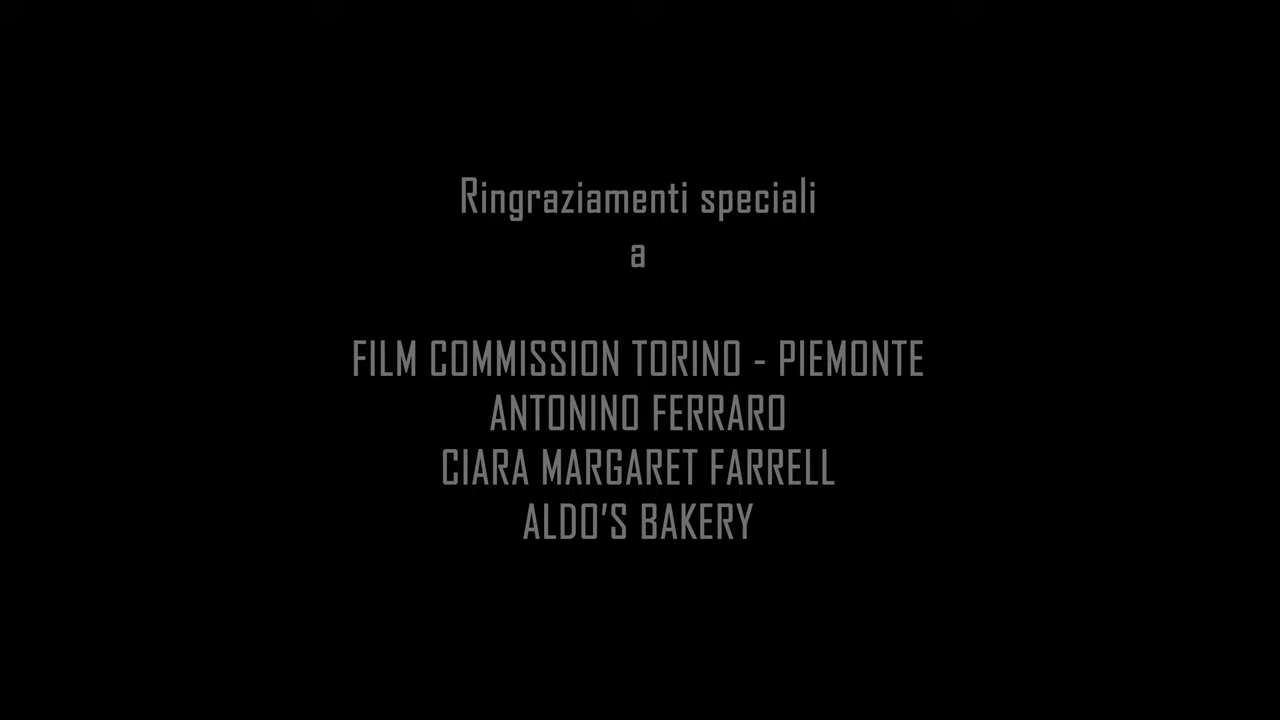 Ringraziamenti speciali
a
FILM COMMISSION TORINO - PIEMONTE
ANTONINO FERRARO
CIARA MARGARET FARRELL
ALDO'S BAKERY